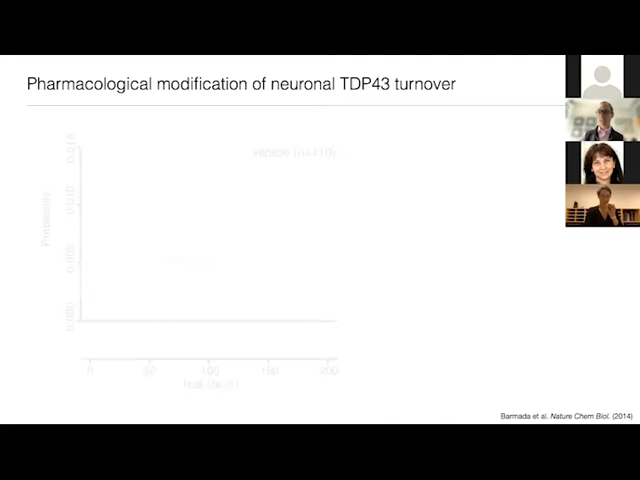 Pharmacological modification of neuronal TDP43 turnover
vehicle (n=110)
Probability
0.015
0.010
0.005
0.000
0
50
100
150
200
Half life (h)
Barmada et al. Nature Chem Biol. (2014)